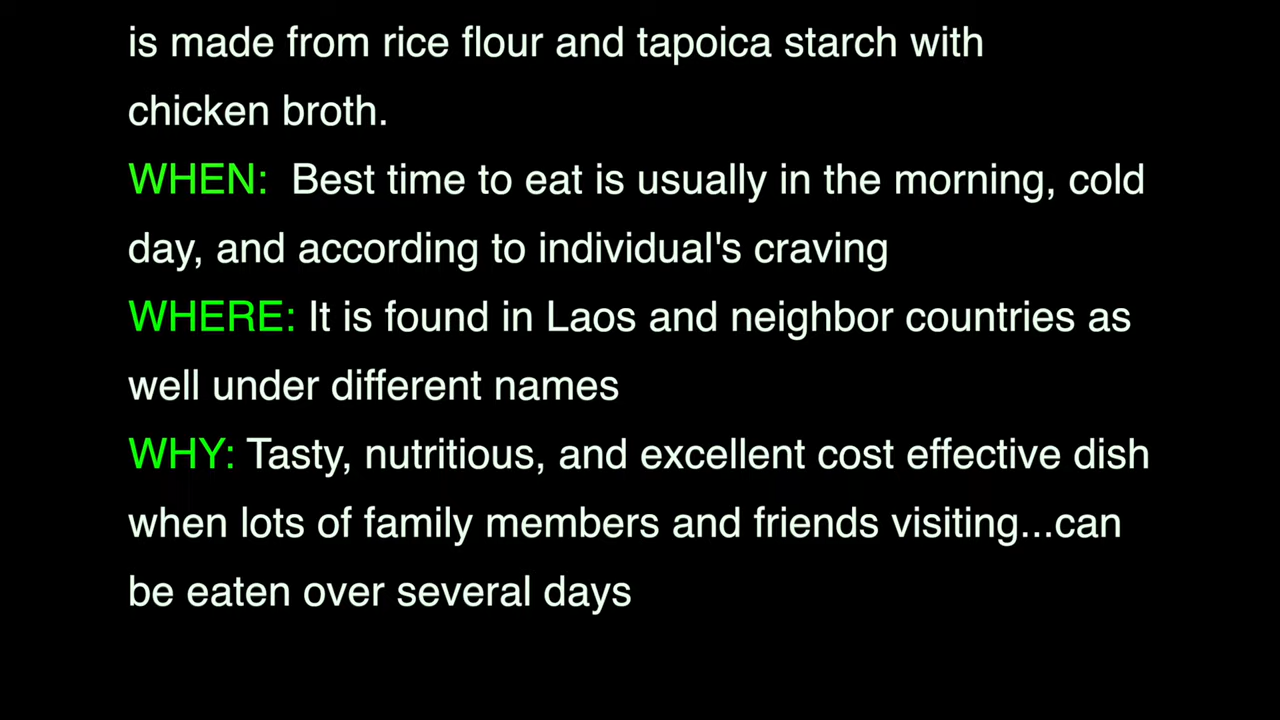 is made from rice flour and tapoica starch with
chicken broth.
WHEN:  Best time to eat is usually in the morning, cold
day, and according to individual's craving
WHERE: It is found in Laos and neighbor countries as
well under different names
WHY: Tasty, nutritious, and excellent cost effective dish
when lots of family members and friends visiting...can
be eaten over several days